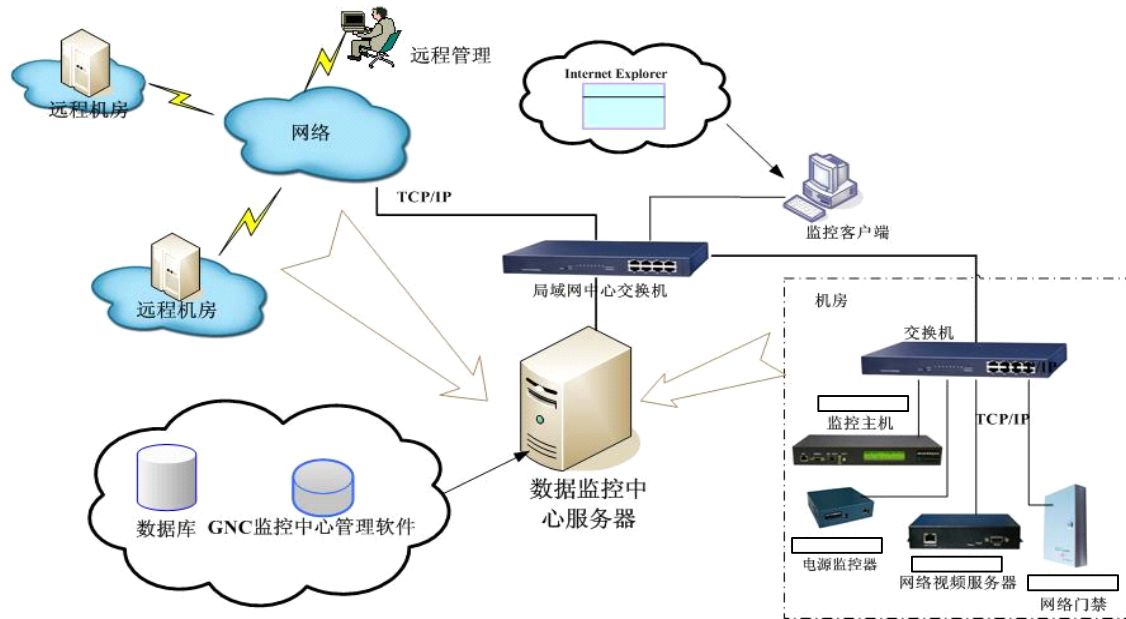 远程管理
远程机房
网络
Internet Explorer
TCP/IP
监控客户端
远程机房
局域网中心交换机
机房
交换机
监控主机
TCP/IP
数据监控中
心服务器
数据库
GNC监控中心管理软件
电源监控器
网络视频服务器
网络门禁